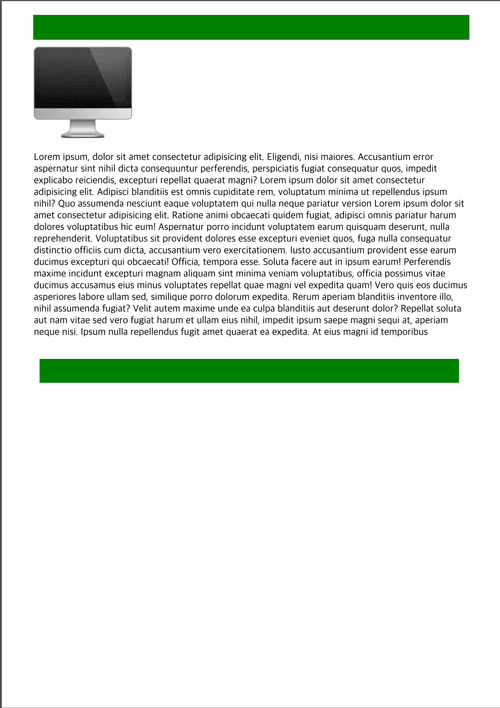 Lorem ipsum, dolor sit amet consectetur adipisicing elit. Eligendi, nisi maiores. Accusantium error
aspernatur sint nihil dicta consequuntur perferendis, perspiciatis fugiat consequatur quos, impedit
explicabo reiciendis, excepturi repellat quaerat magni? Lorem ipsum dolor sit amet consectetur
adipisicing elit. Adipisci blanditiis est omnis cupiditate rem, voluptatum minima ut repellendus ipsum
nihil? Quo assumenda nesciunt eaque voluptatem qui nulla neque pariatur version Lorem ipsum dolor sit
amet consectetur adipisicing elit. Ratione animi obcaecati quidem fugiat, adipisci omnis pariatur harum
dolores voluptatibus hic eum! Aspernatur porro incidunt voluptatem earum quisquam deserunt, nulla
reprehenderit. Voluptatibus sit provident dolores esse excepturi eveniet quos, fuga nulla consequatur
distinctio officiis cum dicta, accusantium vero exercitationem. Iusto accusantium provident esse earum
ducimus excepturi qui obcaecati! Officia, tempora esse. Soluta facere aut in ipsum earum! Perferendis
maxime incidunt excepturi magnam aliquam sint minima veniam voluptatibus, officia possimus vitae
ducimus accusamus eius minus voluptates repellat quae magni vel expedita quam! Vero quis eos ducimus
asperiores labore ullam sed, similique porro dolorum expedita. Rerum aperiam blanditiis inventore illo,
nihil assumenda fugiat? Velit autem maxime unde ea culpa blanditiis aut deserunt dolor? Repellat soluta
aut nam vitae sed vero fugiat harum et ullam eius nihil, impedit ipsum saepe magni sequi at, aperiam
neque nisi. Ipsum nulla repellendus fugit amet quaerat ea expedita. At eius magni id temporibus